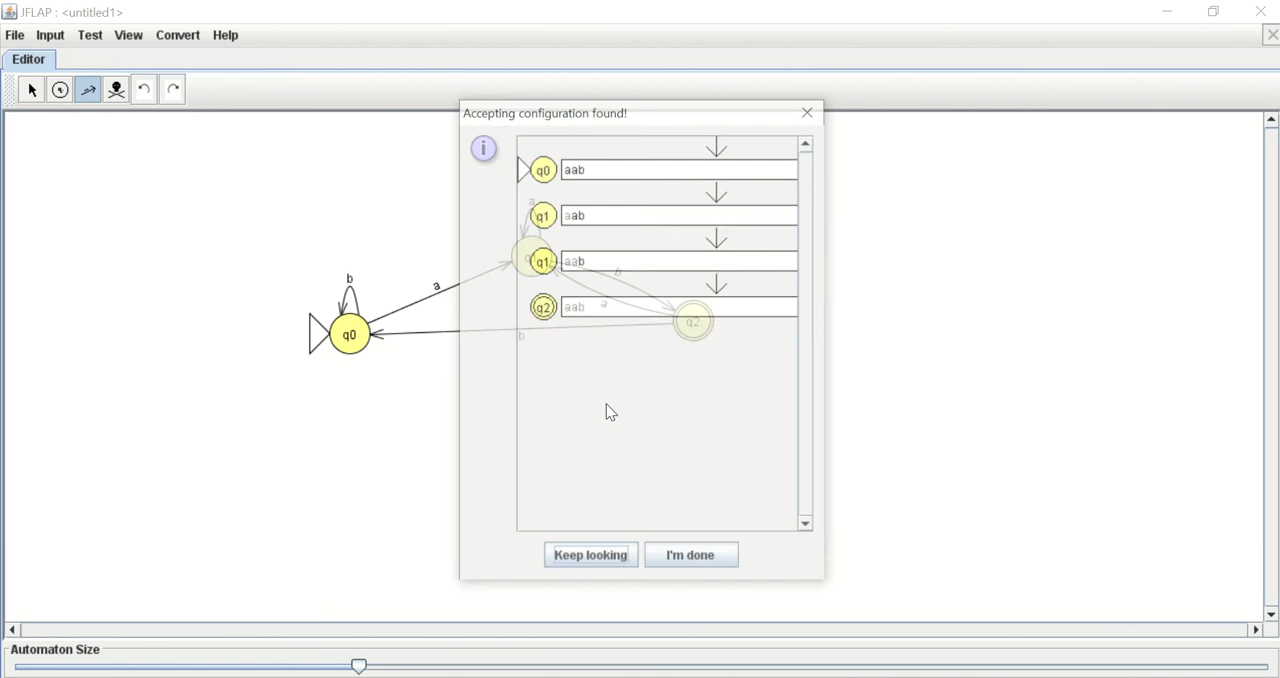 JFLAP : <untitled1>
File Input Test View Convert Help
Editor
Accepting configuration found!
q0 aab
a
q1 aab
b
a
q1 aab
b
a
q2 aab
q0
q2
b
Keep looking I'm done
Automaton Size